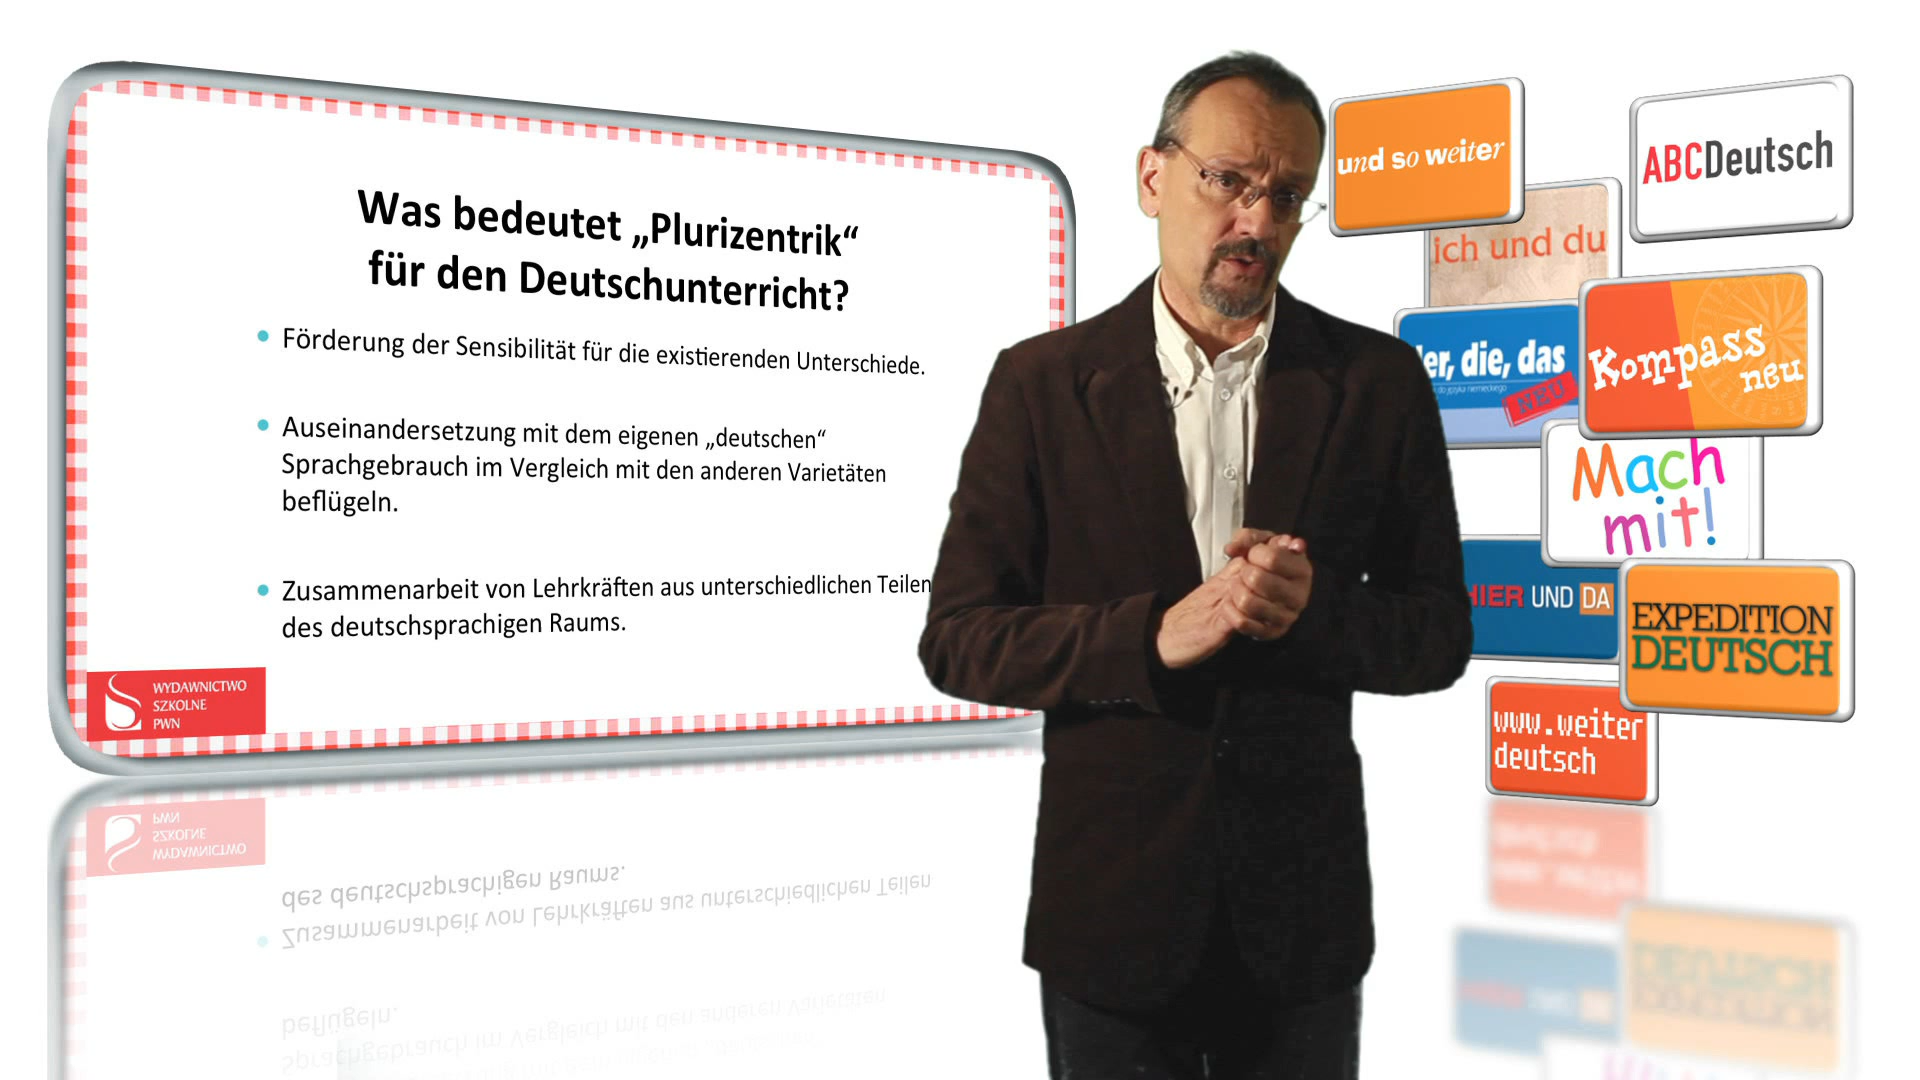 Was bedeutet „Plurizentrik“
für den Deutschunterricht?
• Förderung der Sensibilität für die existierenden Unterschiede.
• Auseinandersetzung mit dem eigenen „deutschen“
Sprachgebrauch im Vergleich mit den anderen Varietäten
beflügeln.
• Zusammenarbeit von Lehrkräften aus unterschiedlichen Teilen
des deutschsprachigen Raums.
WYDAWNICTWO
SZKOLNE
PWN
und so weiter
ABCDeutsch
ich und du
er, die, das
do języka niemieckiego
NEU
Kompass
neu
Mach
mit!
HIER UND DA
EXPEDITION
DEUTSCH
www.weiter
deutsch